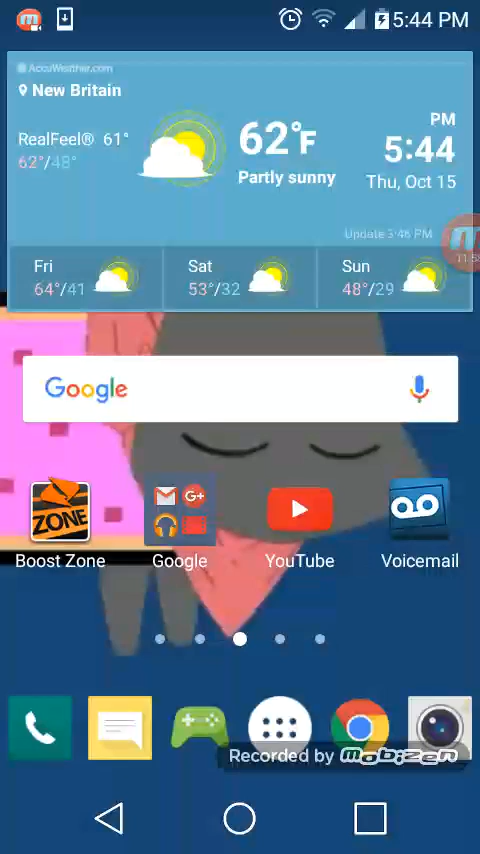 5:44 PM
AccuWeather.com
New Britain
RealFeel® 61°
62°/48°
62°F
Partly sunny
PM
5:44
Thu, Oct 15
Update 3:46 PM
Fri
64°/41
Sat
53°/32
Sun
48°/29
Google
ZONE
G+
Boost Zone
Google
YouTube
Voicemail
Recorded by mobizen